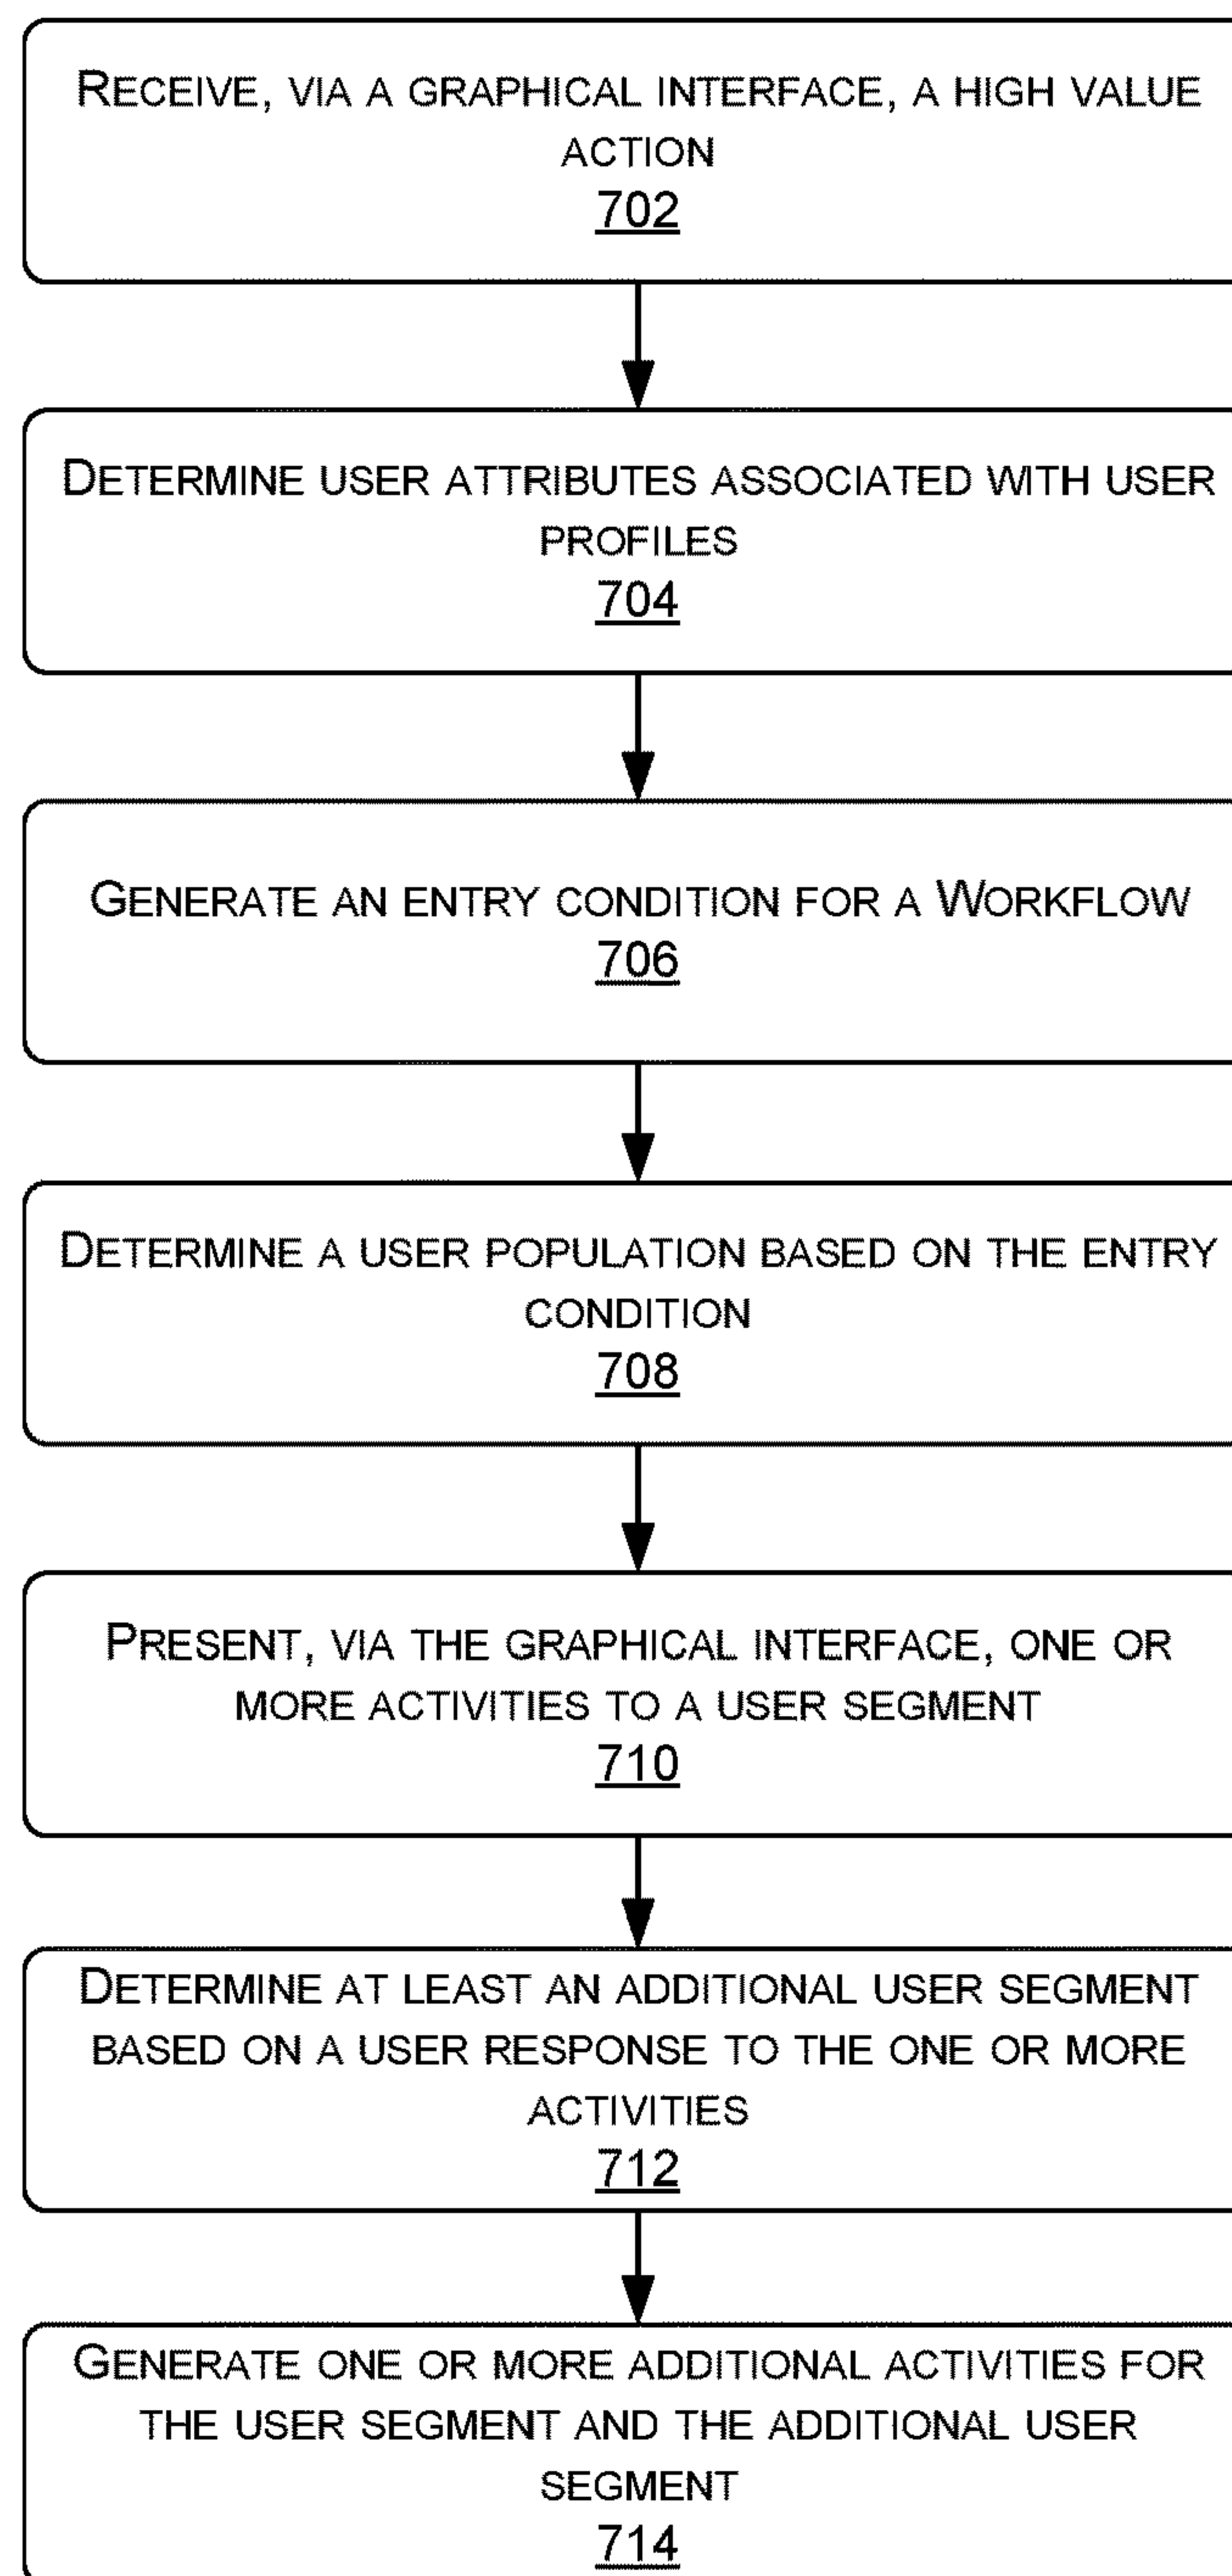 RECEIVE, VIA A GRAPHICAL INTERFACE, A HIGH VALUE
ACTION
702
DETERMINE USER ATTRIBUTES ASSOCIATED WITH USER
PROFILES
704
GENERATE AN ENTRY CONDITION FOR A WORKFLOW
706
DETERMINE A USER POPULATION BASED ON THE ENTRY
CONDITION
708
PRESENT, VIA THE GRAPHICAL INTERFACE, ONE OR
MORE ACTIVITIES TO A USER SEGMENT
710
DETERMINE AT LEAST AN ADDITIONAL USER SEGMENT
BASED ON A USER RESPONSE TO THE ONE OR MORE
ACTIVITIES
712
GENERATE ONE OR MORE ADDITIONAL ACTIVITIES FOR
THE USER SEGMENT AND THE ADDITIONAL USER
SEGMENT
714